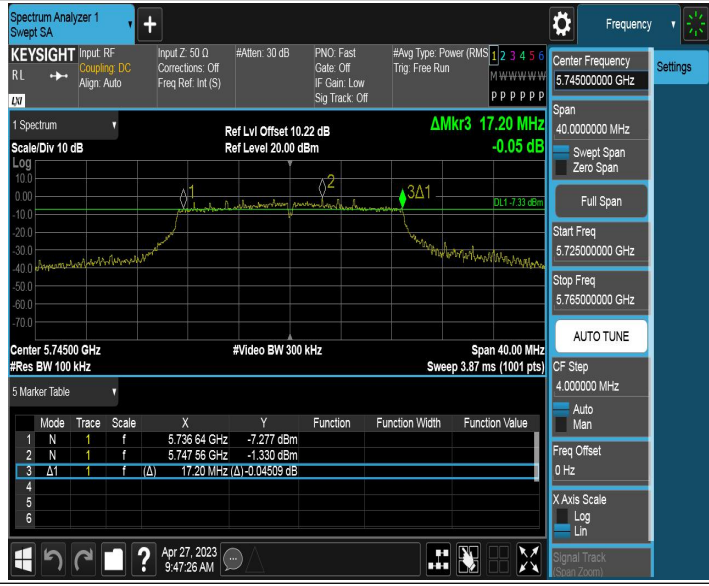 Spectrum Analyzer 1
Swept SA
Frequency
KEYSIGHT
RL
LXI
Input: RF
Coupling: DC
Align: Auto
Input Z: 50 Ω
Corrections: Off
Freq Ref: Int (S)
#Atten: 30 dB
PNO: Fast
Gate: Off
IF Gain: Low
Sig Track: Off
#Avg Type: Power (RMS
Trig: Free Run
1 2 3 4 5 6
M W W W W W
P P P P P P
Center Frequency
5.745000000 GHz
Settings
Span
40.0000000 MHz
Swept Span
Zero Span
Full Span
Start Freq
5.725000000 GHz
Stop Freq
5.765000000 GHz
AUTO TUNE
CF Step
4.000000 MHz
Auto
Man
Freq Offset
0 Hz
X Axis Scale
Log
Lin
Signal Track
(Span Zoom)
1 Spectrum
Scale/Div 10 dB
Ref Lvl Offset 10.22 dB
Ref Level 20.00 dBm
ΔMkr3 17.20 MHz
-0.05 dB
Log
10.0
0.00
-10.0
-20.0
-30.0
-40.0
-50.0
-60.0
-70.0
1
2
3Δ1
DL1 -7.33 dBm
Center 5.74500 GHz
#Video BW 300 kHz
Span 40.00 MHz
#Res BW 100 kHz
Sweep 3.87 ms (1001 pts)
5 Marker Table
Mode Trace Scale X Y Function Function Width Function Value
1 N 1 f 5.736 64 GHz -7.277 dBm
2 N 1 f 5.747 56 GHz -1.330 dBm
3 Δ1 1 f (Δ) 17.20 MHz (Δ) -0.04509 dB
4
5
6
?
Apr 27, 2023
9:47:26 AM